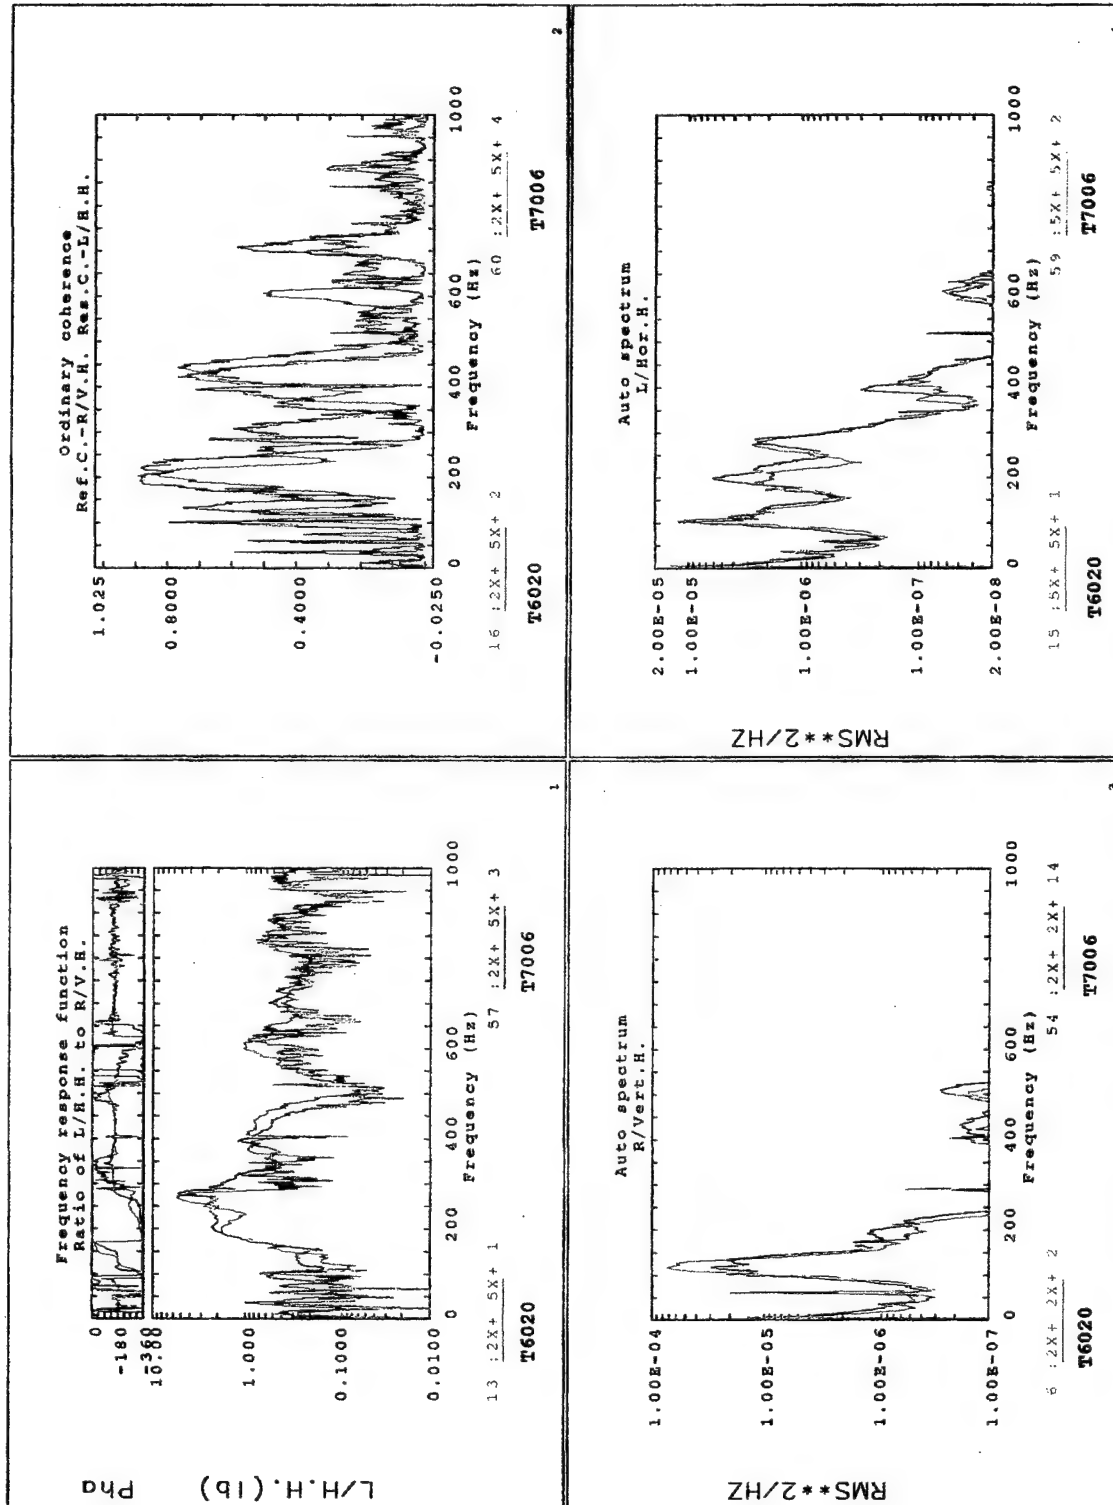 Frequency response function
Ratio of L/H.H. to R/V.H.
Pha
0
-180
-360
10.00
1.000
0.1000
0.0100
L/H.H.(lb)
0 200 400 600 1000
Frequency (Hz)
13 :2X+ 5X+ 1
57 :2X+ 5X+ 3
T6020
T7006
1
Ordinary coherence
Ref.C.-R/V.H. Res.C.-L/H.H.
1.025
0.8000
0.4000
-0.0250
0 200 400 600 1000
Frequency (Hz)
16 :2X+ 5X+ 2
60 :2X+ 5X+ 4
T6020
T7006
2
Auto spectrum
R/Vert.H.
RMS**2/HZ
1.00E-04
1.00E-05
1.00E-06
1.00E-07
0 200 400 600 1000
Frequency (Hz)
6 :2X+ 2X+ 2
54 :2X+ 2X+ 14
T6020
T7006
Auto spectrum
L/Hor.H.
RMS**2/HZ
2.00E-05
1.00E-05
1.00E-06
1.00E-07
2.00E-08
0 200 400 600 1000
Frequency (Hz)
15 :5X+ 5X+ 1
59 :5X+ 5X+ 2
T6020
T7006